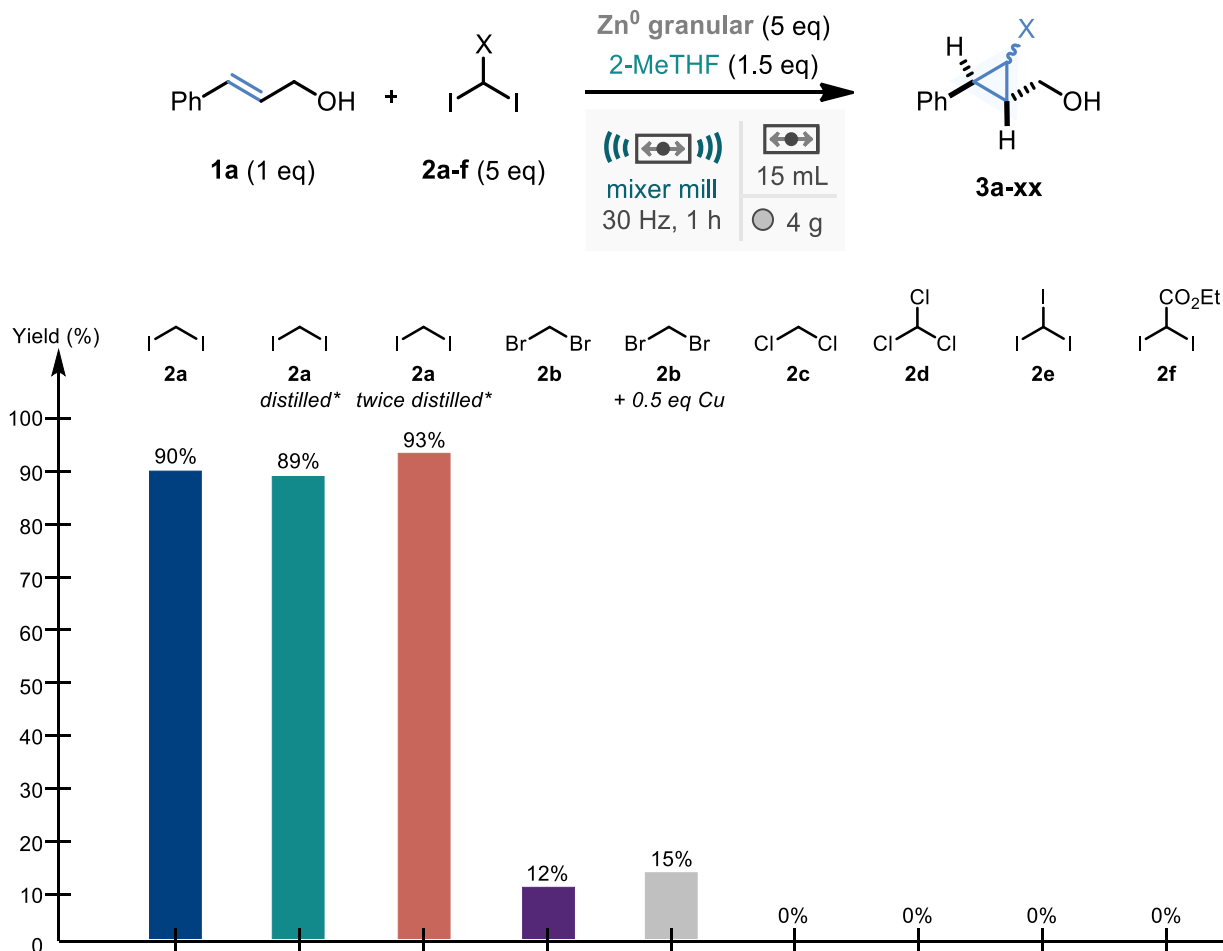 Zn⁰ granular (5 eq)
2-MeTHF (1.5 eq)
Ph
OH
+
X
I
I
1a (1 eq)
2a-f (5 eq)
mixer mill
30 Hz, 1 h
15 mL
4 g
X
H
Ph
OH
H
3a-xx
Yield (%)
I I
2a
I I
2a
distilled*
I I
2a
twice distilled*
Br Br
2b
Br Br
2b
+ 0.5 eq Cu
Cl Cl
2c
Cl
Cl Cl
2d
I
I I
2e
CO₂Et
I I
2f
100
90
80
70
60
50
40
30
20
10
0
90%
89%
93%
12%
15%
0%
0%
0%
0%